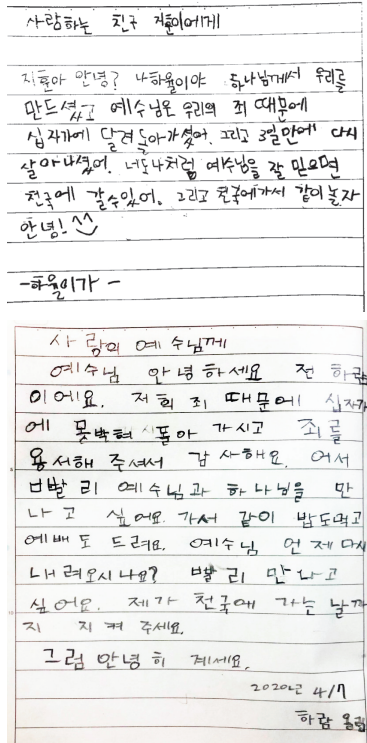 사랑하는 친구 지훈이에게
지훈아 안녕? 나하율이야 하나님께서 우리를
만드셨고 예수님은 우리의 죄 때문에
십자가에 달려 돌아가셨어. 그리고 3일만에 다시
살아나셨어. 너도 나처럼 예수님을 잘 믿으면
천국에 갈수있어. 그리고 천국에가서 같이 놀자
안녕! ^^
-하율이가-
사랑의 예수님께
예수님 안녕하세요 전 하람
이에요. 저희 죄 때문에 십자가
에 못박혀 돌아 가시고 죄를
용서해 주셔서 감사해요. 어서
빨리 예수님과 하나님을 만
나고 싶어요. 가서 같이 밥도먹고
예배도 드려요. 예수님 언제다시
내려오시나요? 빨리 만나고
싶어요. 제가 천국에 가는 날까
지 지켜 주세요.
그럼 안녕히 계세요.
2020년 4/7
하람 올림